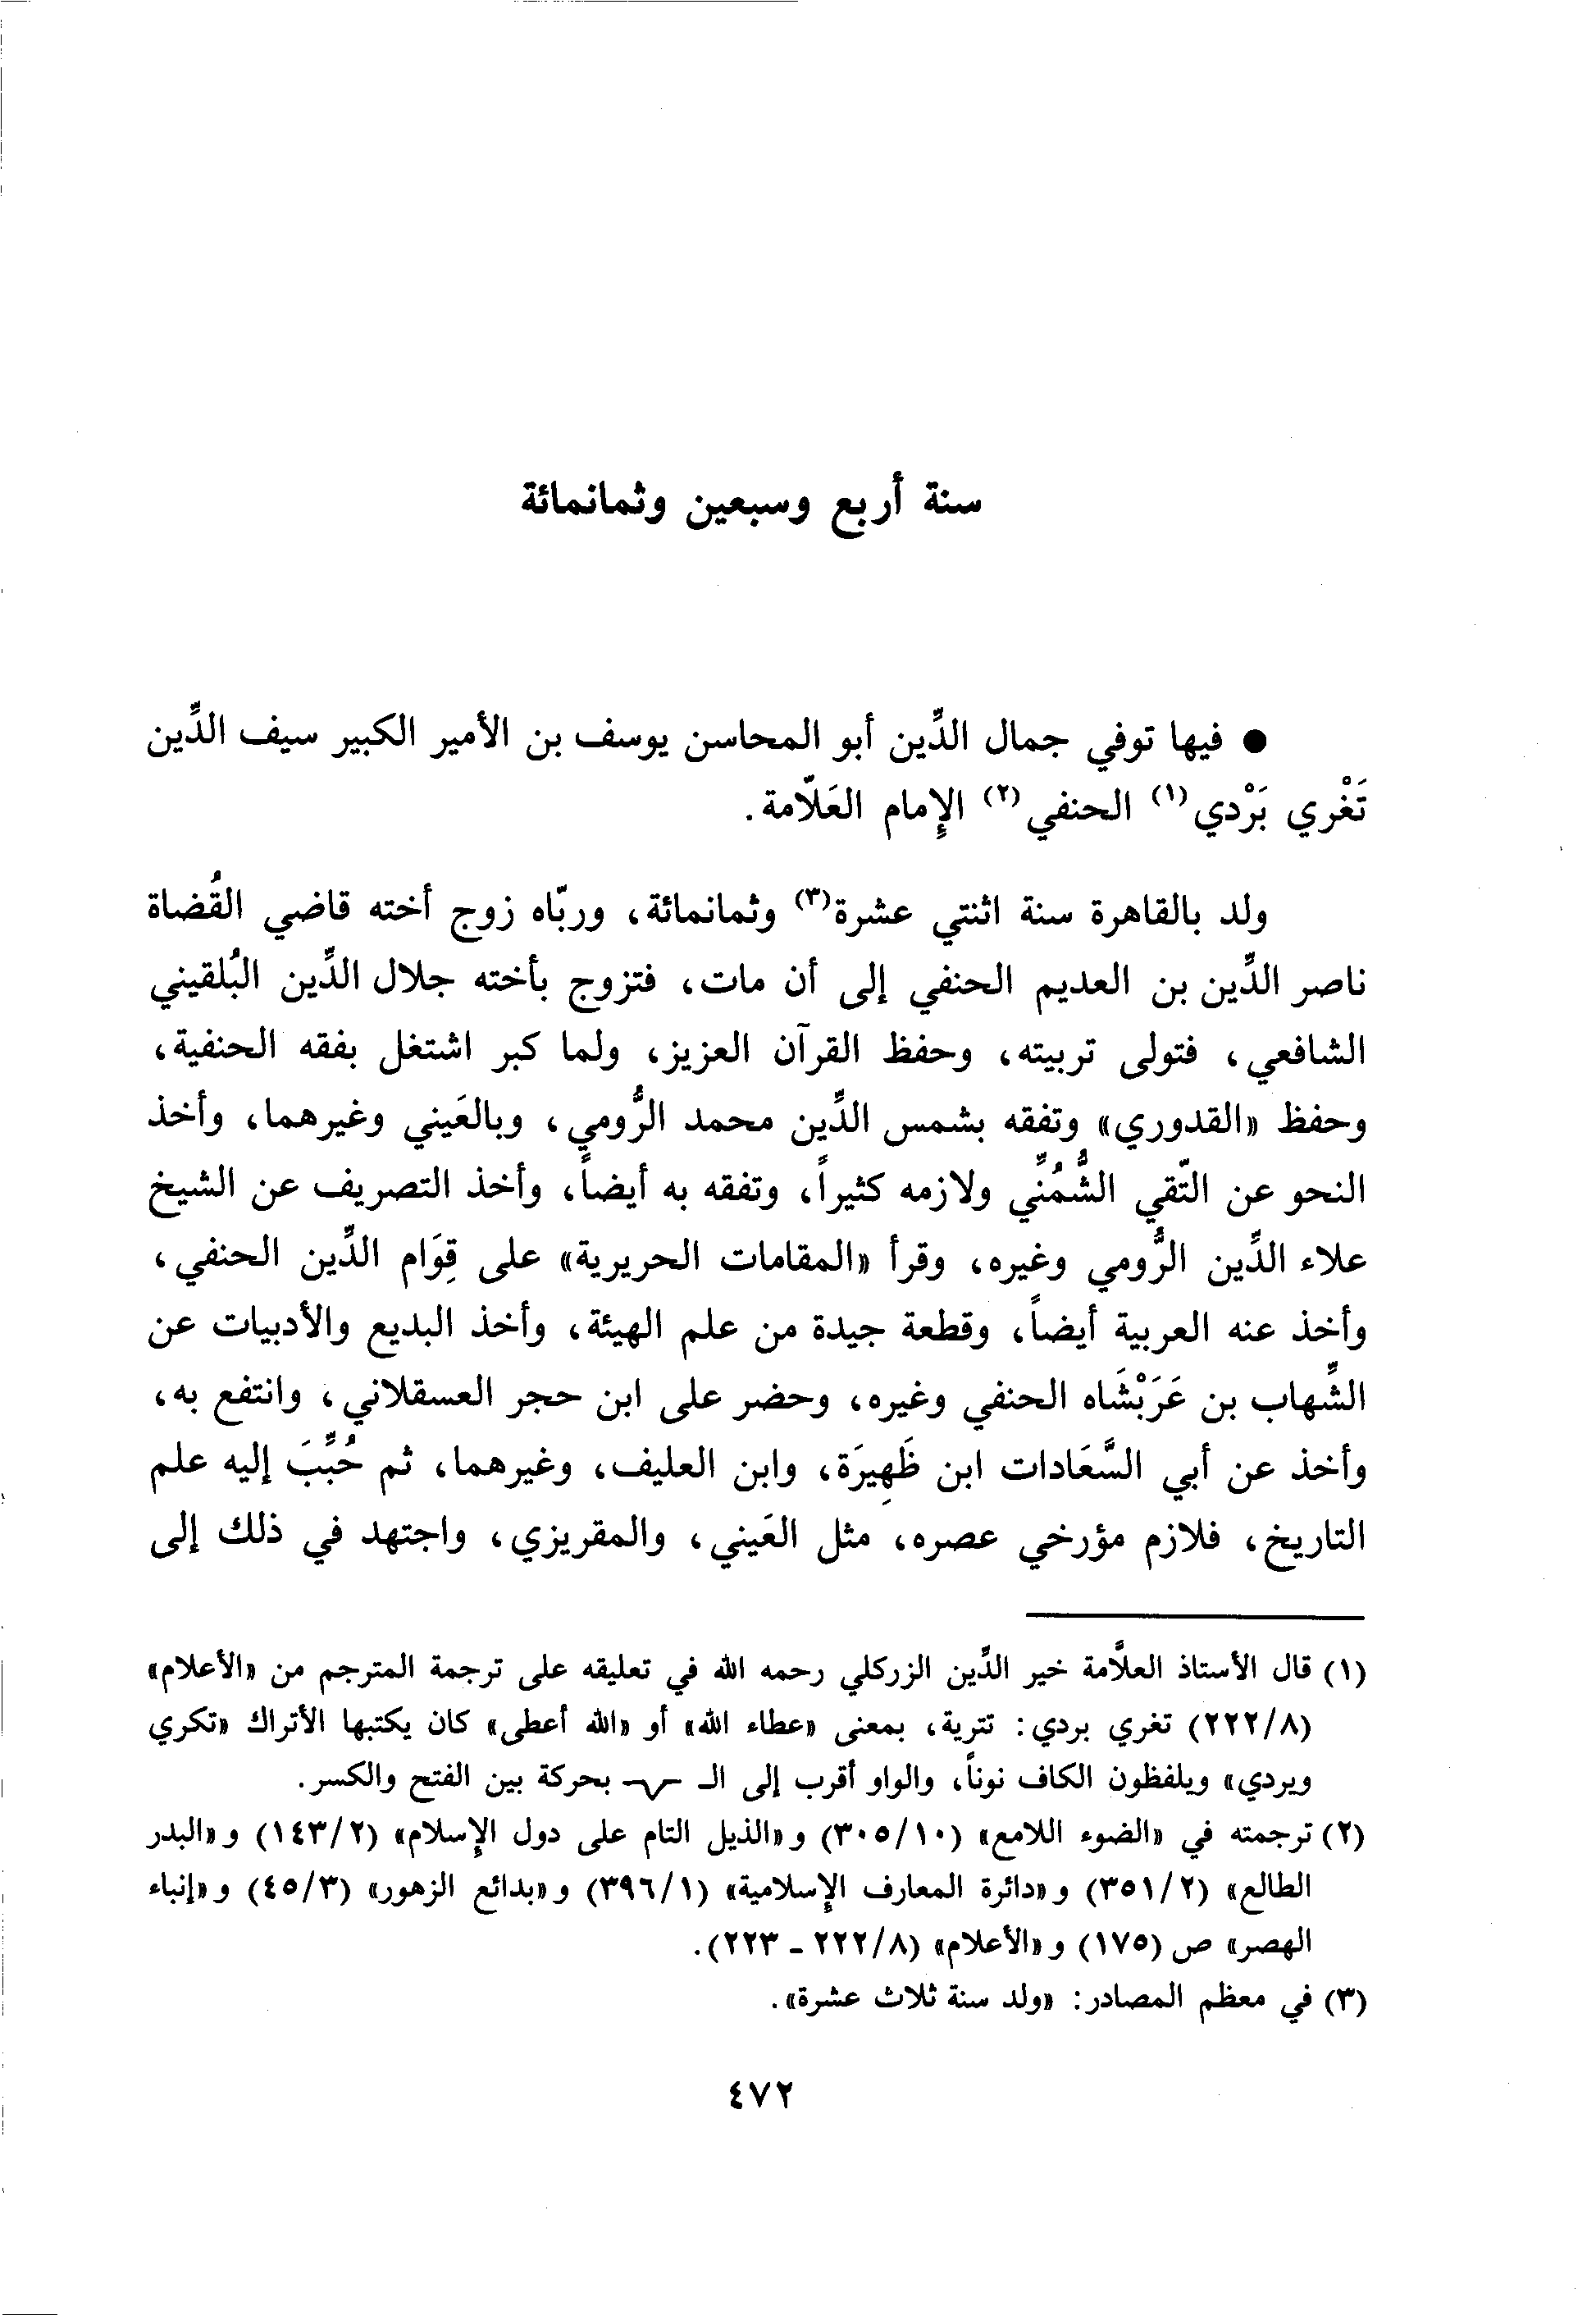 سنة أربع وسبعين وثمانمائة
● فيها توفي جمال الدِّين أبو المحاسن يوسف بن الأمير الكبير سيف الدِّين
تَغْري بَرْدي(١) الحنفي(٢) الإمام العَلّامة.
ولد بالقاهرة سنة اثنتي عشرة(٣) وثمانمائة، وربّاه زوج أخته قاضي القُضاة
ناصر الدِّين بن العديم الحنفي إلى أن مات، فتزوج بأخته جلال الدِّين البُلقيني
الشافعي، فتولى تربيته، وحفظ القرآن العزيز، ولما كبر اشتغل بفقه الحنفية،
وحفظ «القدوري» وتفقه بشمس الدِّين محمد الرُّومي، وبالعَيني وغيرهما، وأخذ
النحو عن التّقي الشُّمُنِّي ولازمه كثيراً، وتفقه به أيضاً، وأخذ التصريف عن الشيخ
علاء الدِّين الرُّومي وغيره، وقرأ «المقامات الحريرية» على قِوَام الدِّين الحنفي،
وأخذ عنه العربية أيضاً، وقطعة جيدة من علم الهيئة، وأخذ البديع والأدبيات عن
الشِّهاب بن عَرَبْشَاه الحنفي وغيره، وحضر على ابن حجر العسقلاني، وانتفع به،
وأخذ عن أبي السَّعَادات ابن ظَهِيرَة، وابن العليف، وغيرهما، ثم حُبِّبَ إليه علم
التاريخ، فلازم مؤرخي عصره، مثل العَيني، والمقريزي، واجتهد في ذلك إلى
(١) قال الأستاذ العلاَّمة خير الدِّين الزركلي رحمه الله في تعليقه على ترجمة المترجم من «الأعلام»
(٢٢٢/٨) تغري بردي: تترية، بمعنى «عطاء الله» أو «الله أعطى» كان يكتبها الأتراك «تكري
ويردي» ويلفظون الكاف نوناً، والواو أقرب إلى الـ -٧- بحركة بين الفتح والكسر.
(٢) ترجمته في «الضوء اللامع» (٣٠٥/١٠) و«الذيل التام على دول الإسلام» (١٤٣/٢) و«البدر
الطالع» (٣٥١/٢) و«دائرة المعارف الإسلامية» (٣٩٦/١) و«بدائع الزهور» (٤٥/٣) و«إنباء
الهصر» ص (١٧٥) و«الأعلام» (٢٢٢/٨ - ٢٢٣).
(٣) في معظم المصادر: «ولد سنة ثلاث عشرة».
٤٧٢